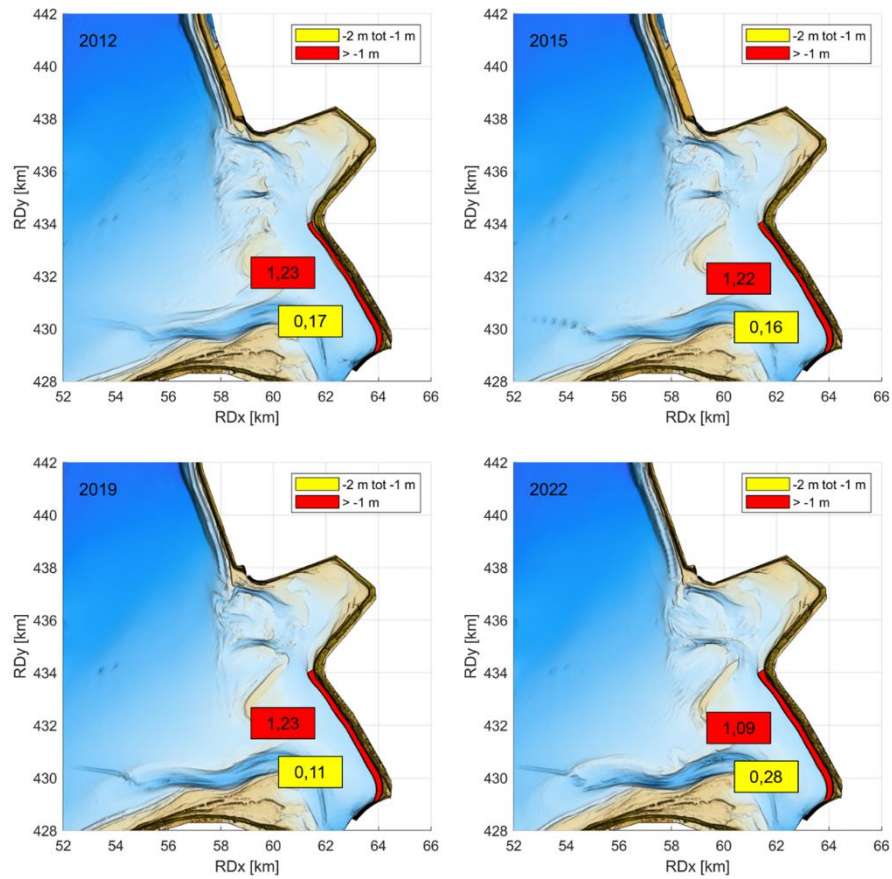 2012
-2 m tot -1 m
> -1 m
1,23
0,17
442
440
438
436
434
432
430
428
RDy [km]
52 54 56 58 60 62 64 66
RDx [km]
2015
-2 m tot -1 m
> -1 m
1,22
0,16
442
440
438
436
434
432
430
428
RDy [km]
52 54 56 58 60 62 64 66
RDx [km]
2019
-2 m tot -1 m
> -1 m
1,23
0,11
442
440
438
436
434
432
430
428
RDy [km]
52 54 56 58 60 62 64 66
RDx [km]
2022
-2 m tot -1 m
> -1 m
1,09
0,28
442
440
438
436
434
432
430
428
RDy [km]
52 54 56 58 60 62 64 66
RDx [km]